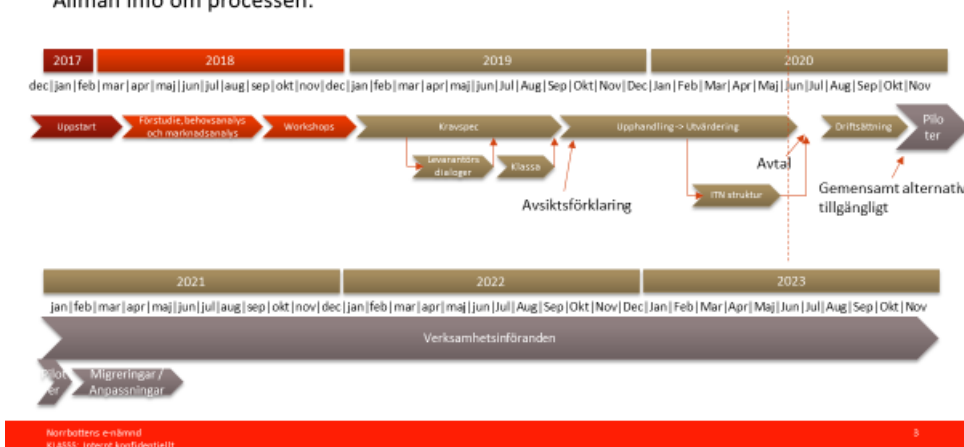 Allmän info om processen:
2017 2018 2019 2020
dec|jan|feb|mar|apr|maj|jun|jul|aug|sep|okt|nov|dec|jan|feb|mar|apr|maj|jun|Jul|Aug|Sep|Okt|Nov|Dec|Jan|Feb|Mar|Apr|Maj|Jun|Jul|Aug|Sep|Okt|Nov
Uppstart
Förstudie, behovsanalys
och marknadsanalys
Workshops
Kravspec
Upphandling -> Utvärdering
Driftsättning
Pilo
ter
Leverantörs
dialoger
Klassa
Avtal
ITN struktur
Avsiktsförklaring
Gemensamt alternativ
tillgängligt
2021 2022 2023
jan|feb|mar|apr|maj|jun|jul|aug|sep|okt|nov|dec|jan|feb|mar|apr|maj|jun|Jul|Aug|Sep|Okt|Nov|Dec|Jan|Feb|Mar|Apr|Maj|Jun|Jul|Aug|Sep|Okt|Nov
Verksamhetsinföranden
Pilot
er
Migreringar /
Anpassningar
Norrbottens e-nämnd
3
KLASSS: Internt konfidentiellt